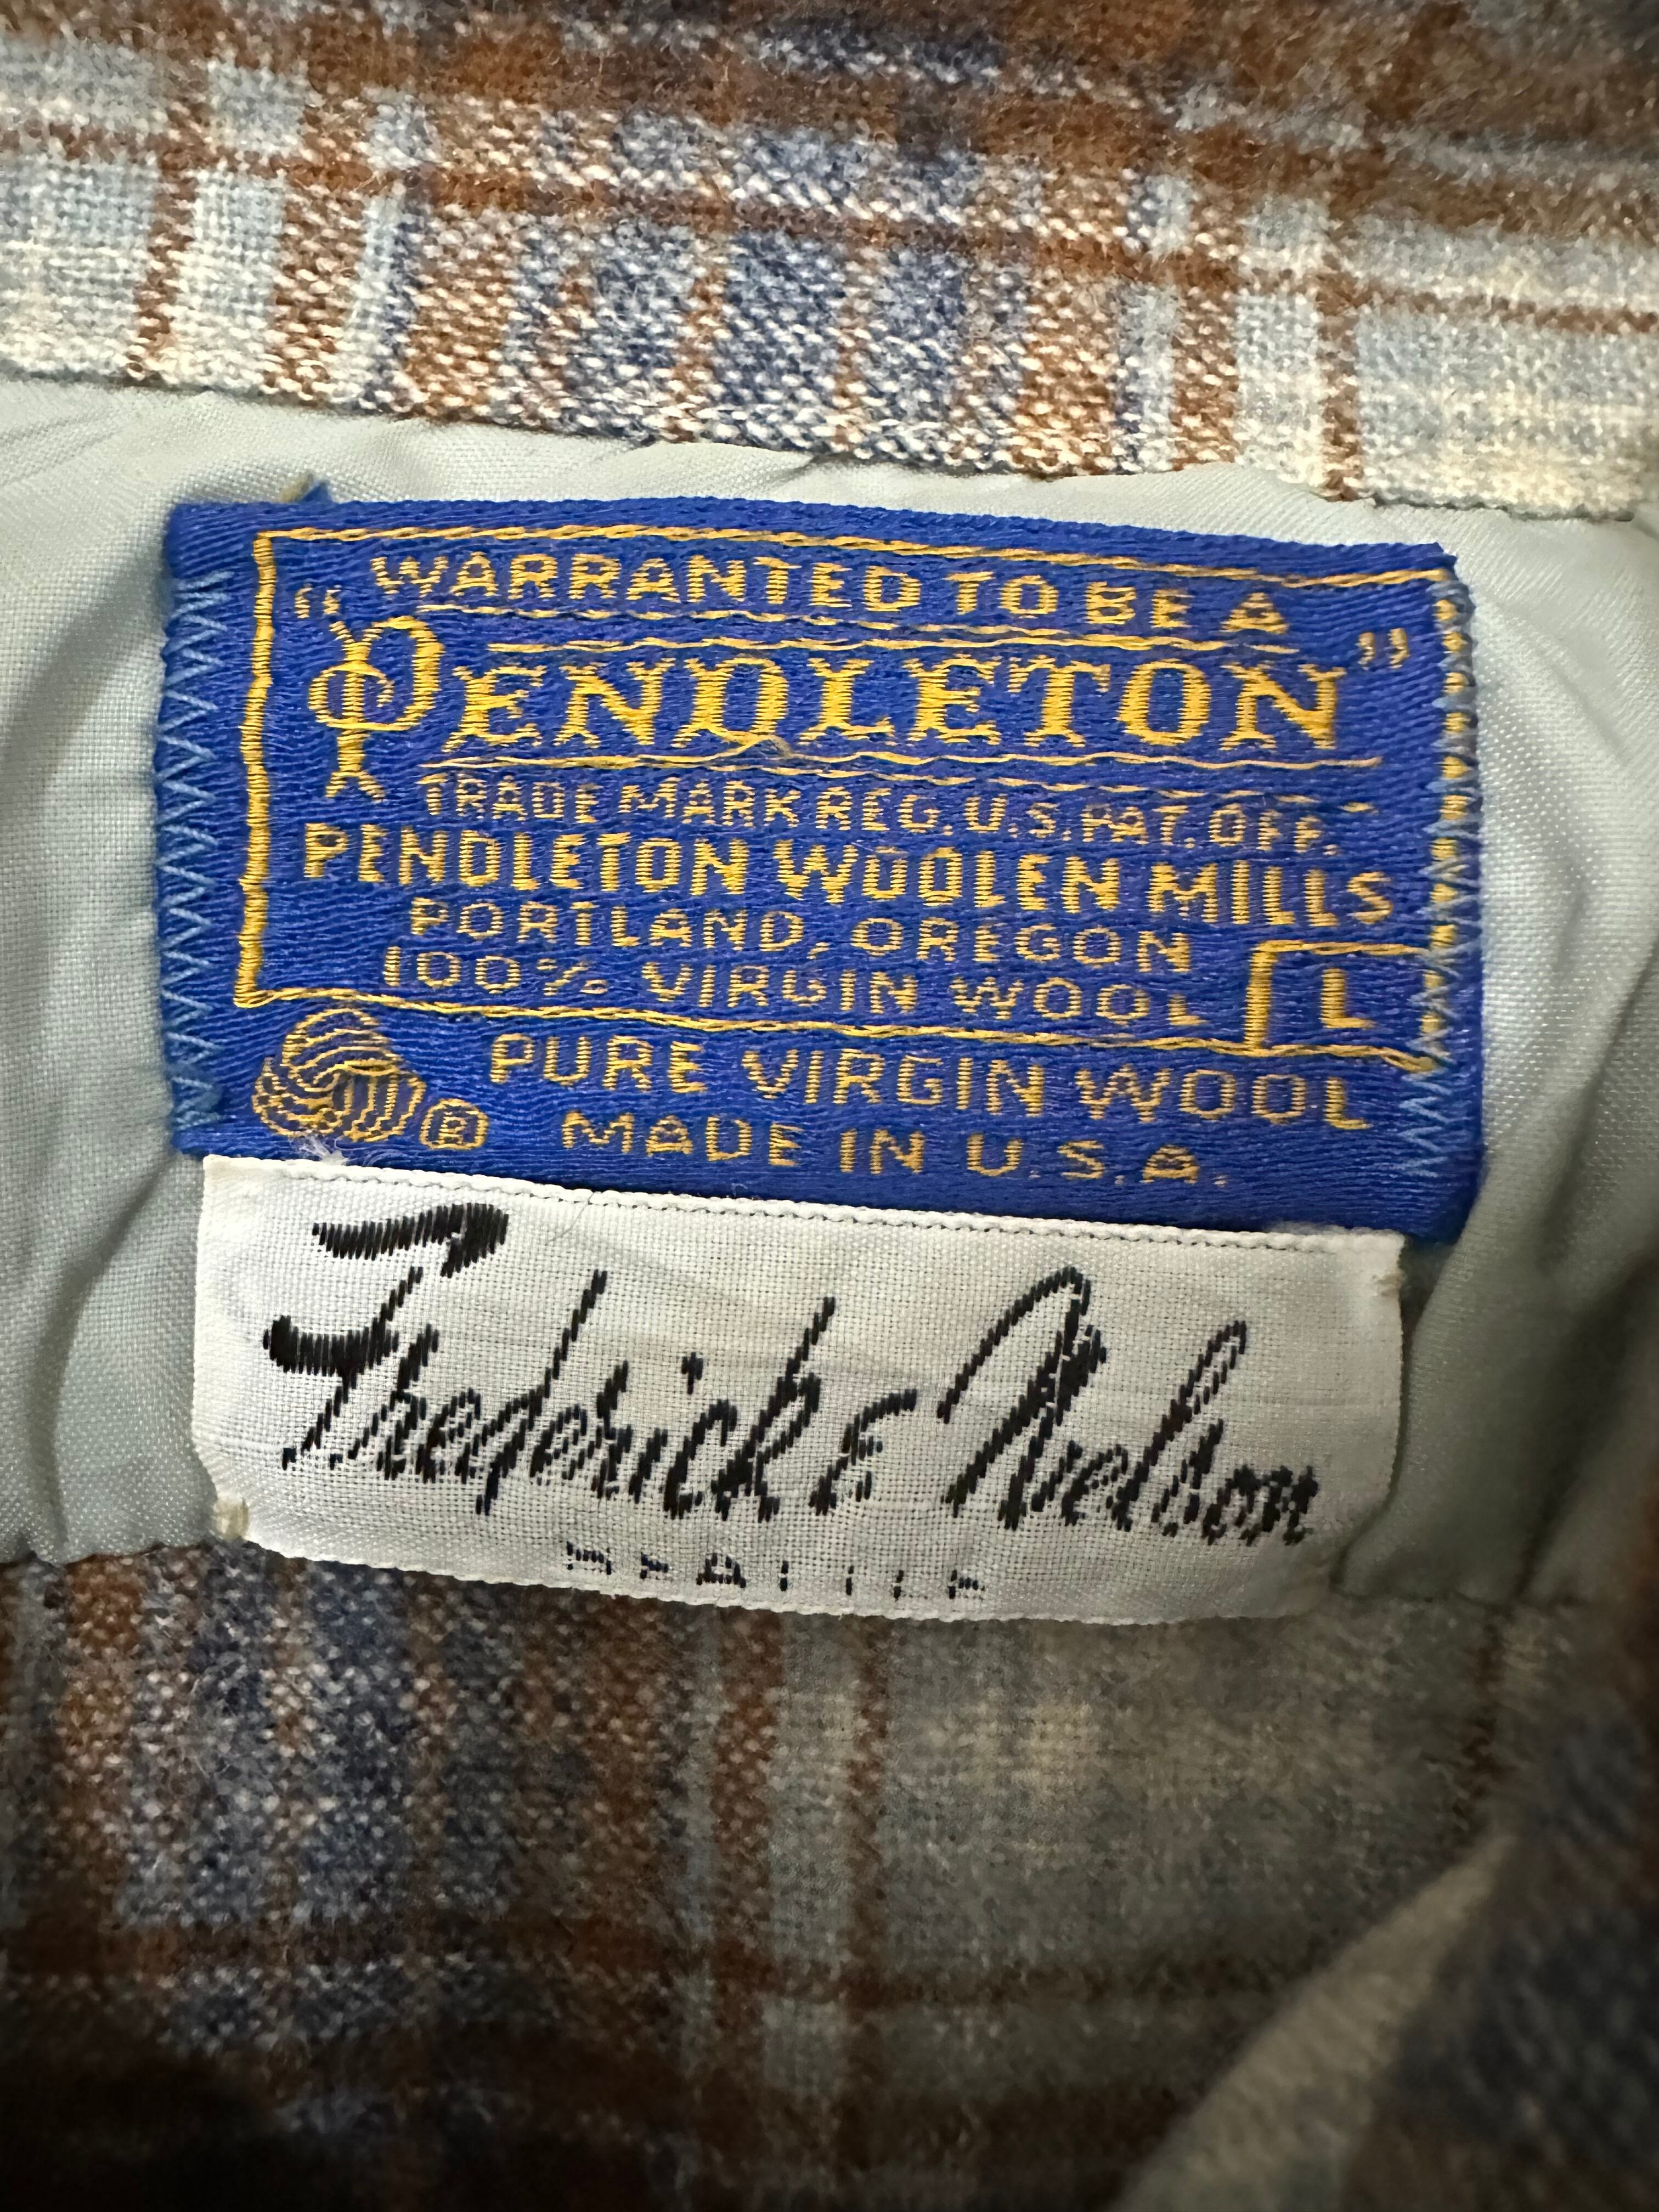 WARRANTED TO BE A
"PENDLETON"
TRADE MARK REG. U.S. PAT. OFF.
PENDLETON WOOLEN MILLS
PORTLAND, OREGON
100% VIRGIN WOOL L
PURE VIRGIN WOOL
® MADE IN U.S.A.
Frederick & Nelson
SEATTLE